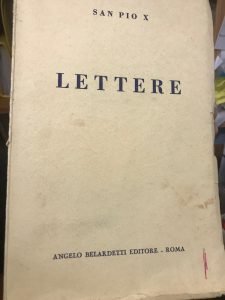 SAN PIO X
LETTERE
ANGELO BELARDETTI EDITORE - ROMA